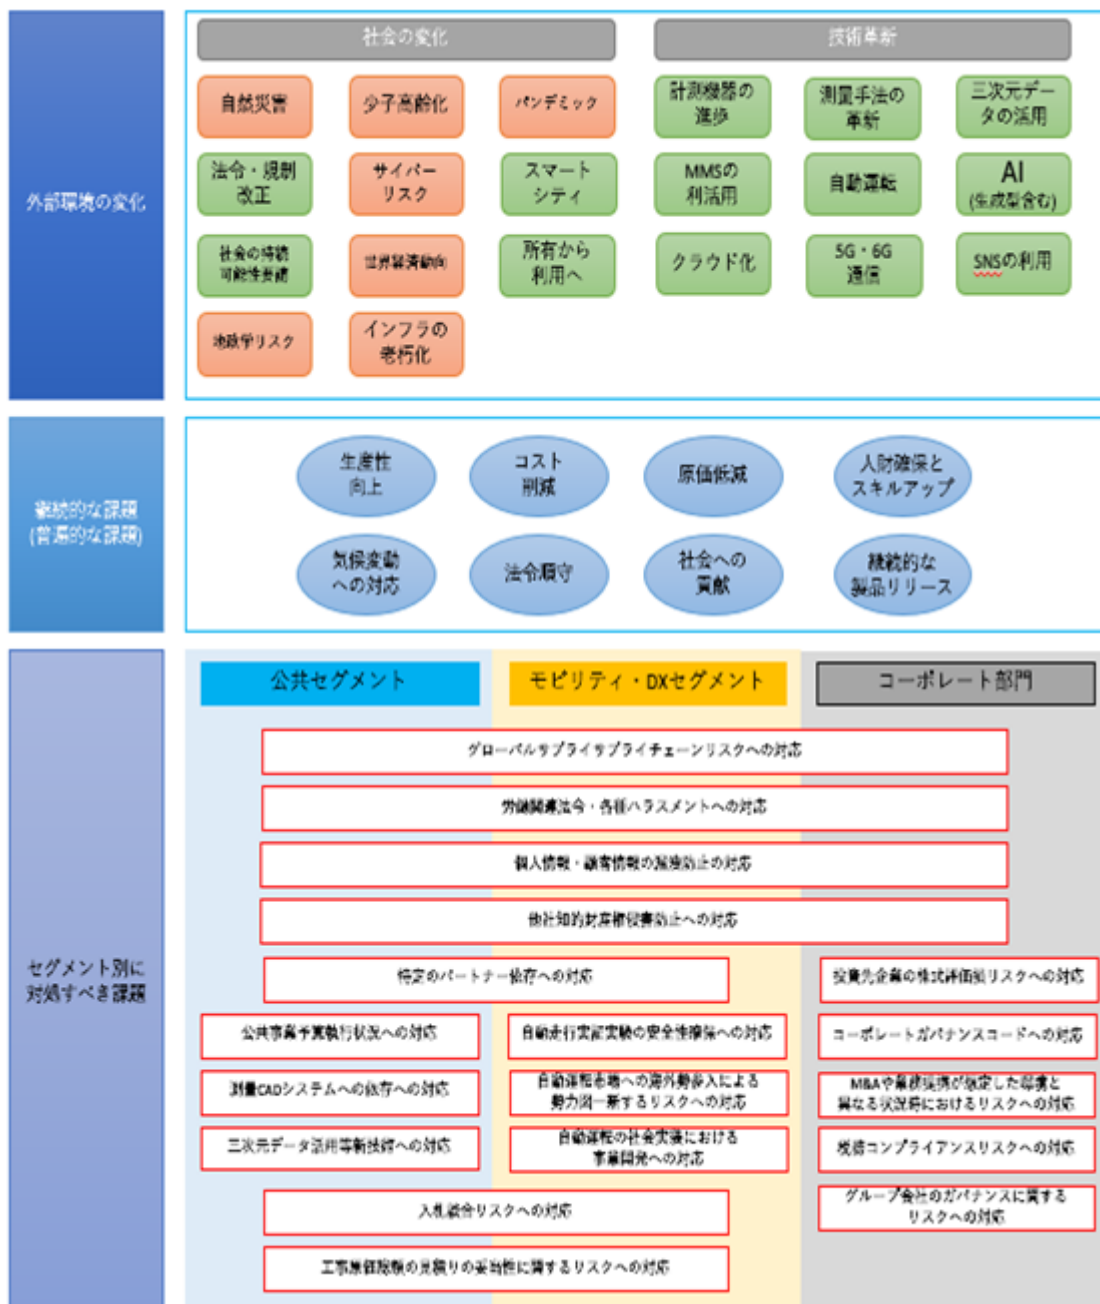 社会の変化
技術革新
外部環境の変化
自然災害
少子高齢化
パンデミック
計測機器の
進歩
測量手法の
革新
三次元デー
タの活用
法令・規制
改正
サイバー
リスク
スマート
シティ
MMSの
利活用
自動運転
AI
(生成型含む)
社会の持続
可能性要請
世界経済動向
所有から
利用へ
クラウド化
5G・6G
通信
SNSの利用
地政学リスク
インフラの
老朽化
継続的な課題
(普遍的な課題)
生産性
向上
コスト
削減
原価低減
人財確保と
スキルアップ
気候変動
への対応
法令順守
社会への
貢献
継続的な
製品リリース
セグメント別に
対処すべき課題
公共セグメント
モビリティ・DXセグメント
コーポレート部門
グローバルサプライサプライチェーンリスクへの対応
労働関連法令・各種ハラスメントへの対応
個人情報・顧客情報の漏洩防止の対応
他社知的財産権侵害防止への対応
特定のパートナー依存への対応
投資先企業の株式評価損リスクへの対応
公共事業予算執行状況への対応
自動走行実証実験の安全性担保への対応
コーポレートガバナンスコードへの対応
測量CADシステムへの依存への対応
自動運転市場への海外勢参入による
勢力図一新するリスクへの対応
M&Aや業務提携が想定した環境と
異なる状況時におけるリスクへの対応
三次元データ活用等新技術への対応
自動運転の社会実装における
事業開発への対応
税務コンプライアンスリスクへの対応
入札談合リスクへの対応
グループ会社のガバナンスに関する
リスクへの対応
工事原価総額の見積りの妥当性に関するリスクへの対応